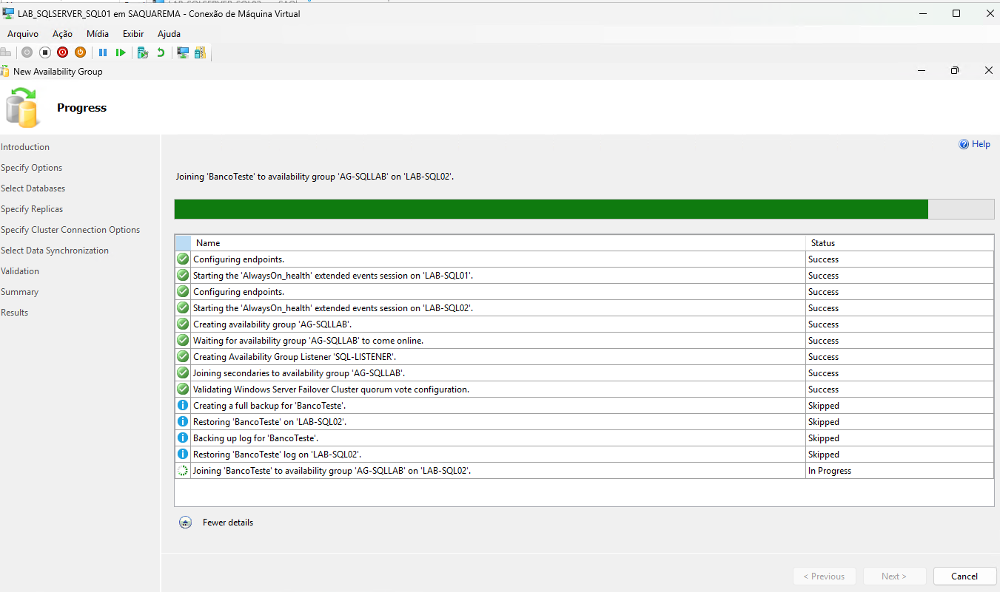 LAB_SQLSERVER_SQL01 em SAQUAREMA - Conexão de Máquina Virtual
Arquivo Ação Mídia Exibir Ajuda
New Availability Group
Progress
Introduction
Specify Options
Select Databases
Specify Replicas
Specify Cluster Connection Options
Select Data Synchronization
Validation
Summary
Results
Help
Joining 'BancoTeste' to availability group 'AG-SQLLAB' on 'LAB-SQL02'.
Name Status
Configuring endpoints. Success
Starting the 'AlwaysOn_health' extended events session on 'LAB-SQL01'. Success
Configuring endpoints. Success
Starting the 'AlwaysOn_health' extended events session on 'LAB-SQL02'. Success
Creating availability group 'AG-SQLLAB'. Success
Waiting for availability group 'AG-SQLLAB' to come online. Success
Creating Availability Group Listener 'SQL-LISTENER'. Success
Joining secondaries to availability group 'AG-SQLLAB'. Success
Validating Windows Server Failover Cluster quorum vote configuration. Success
Creating a full backup for 'BancoTeste'. Skipped
Restoring 'BancoTeste' on 'LAB-SQL02'. Skipped
Backing up log for 'BancoTeste'. Skipped
Restoring 'BancoTeste' log on 'LAB-SQL02'. Skipped
Joining 'BancoTeste' to availability group 'AG-SQLLAB' on 'LAB-SQL02'. In Progress
Fewer details
< Previous Next > Cancel